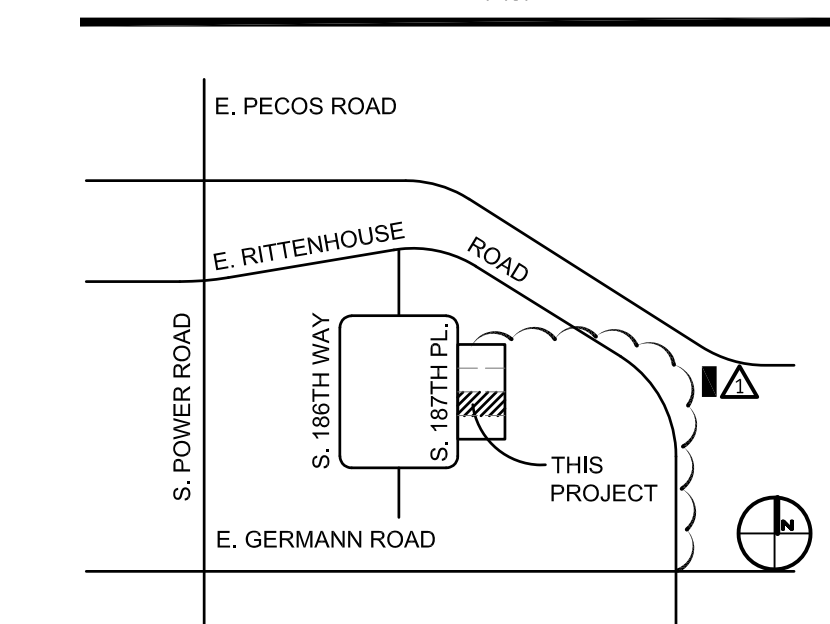 E. PECOS ROAD
E. RITTENHOUSE ROAD
S. POWER ROAD
S. 186TH WAY
S. 187TH PL.
1
THIS
PROJECT
N
E. GERMANN ROAD